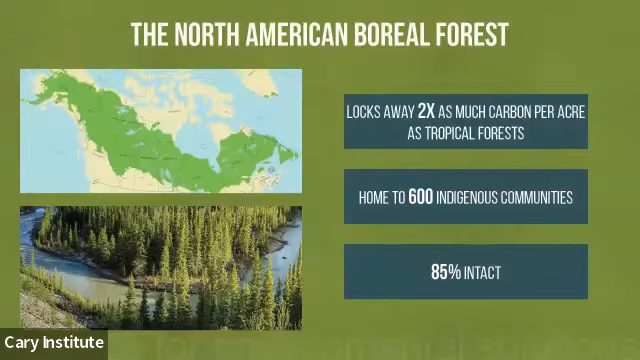 THE NORTH AMERICAN BOREAL FOREST
LOCKS AWAY 2X AS MUCH CARBON PER ACRE
AS TROPICAL FORESTS
HOME TO 600 INDIGENOUS COMMUNITIES
85% INTACT
Cary Institute